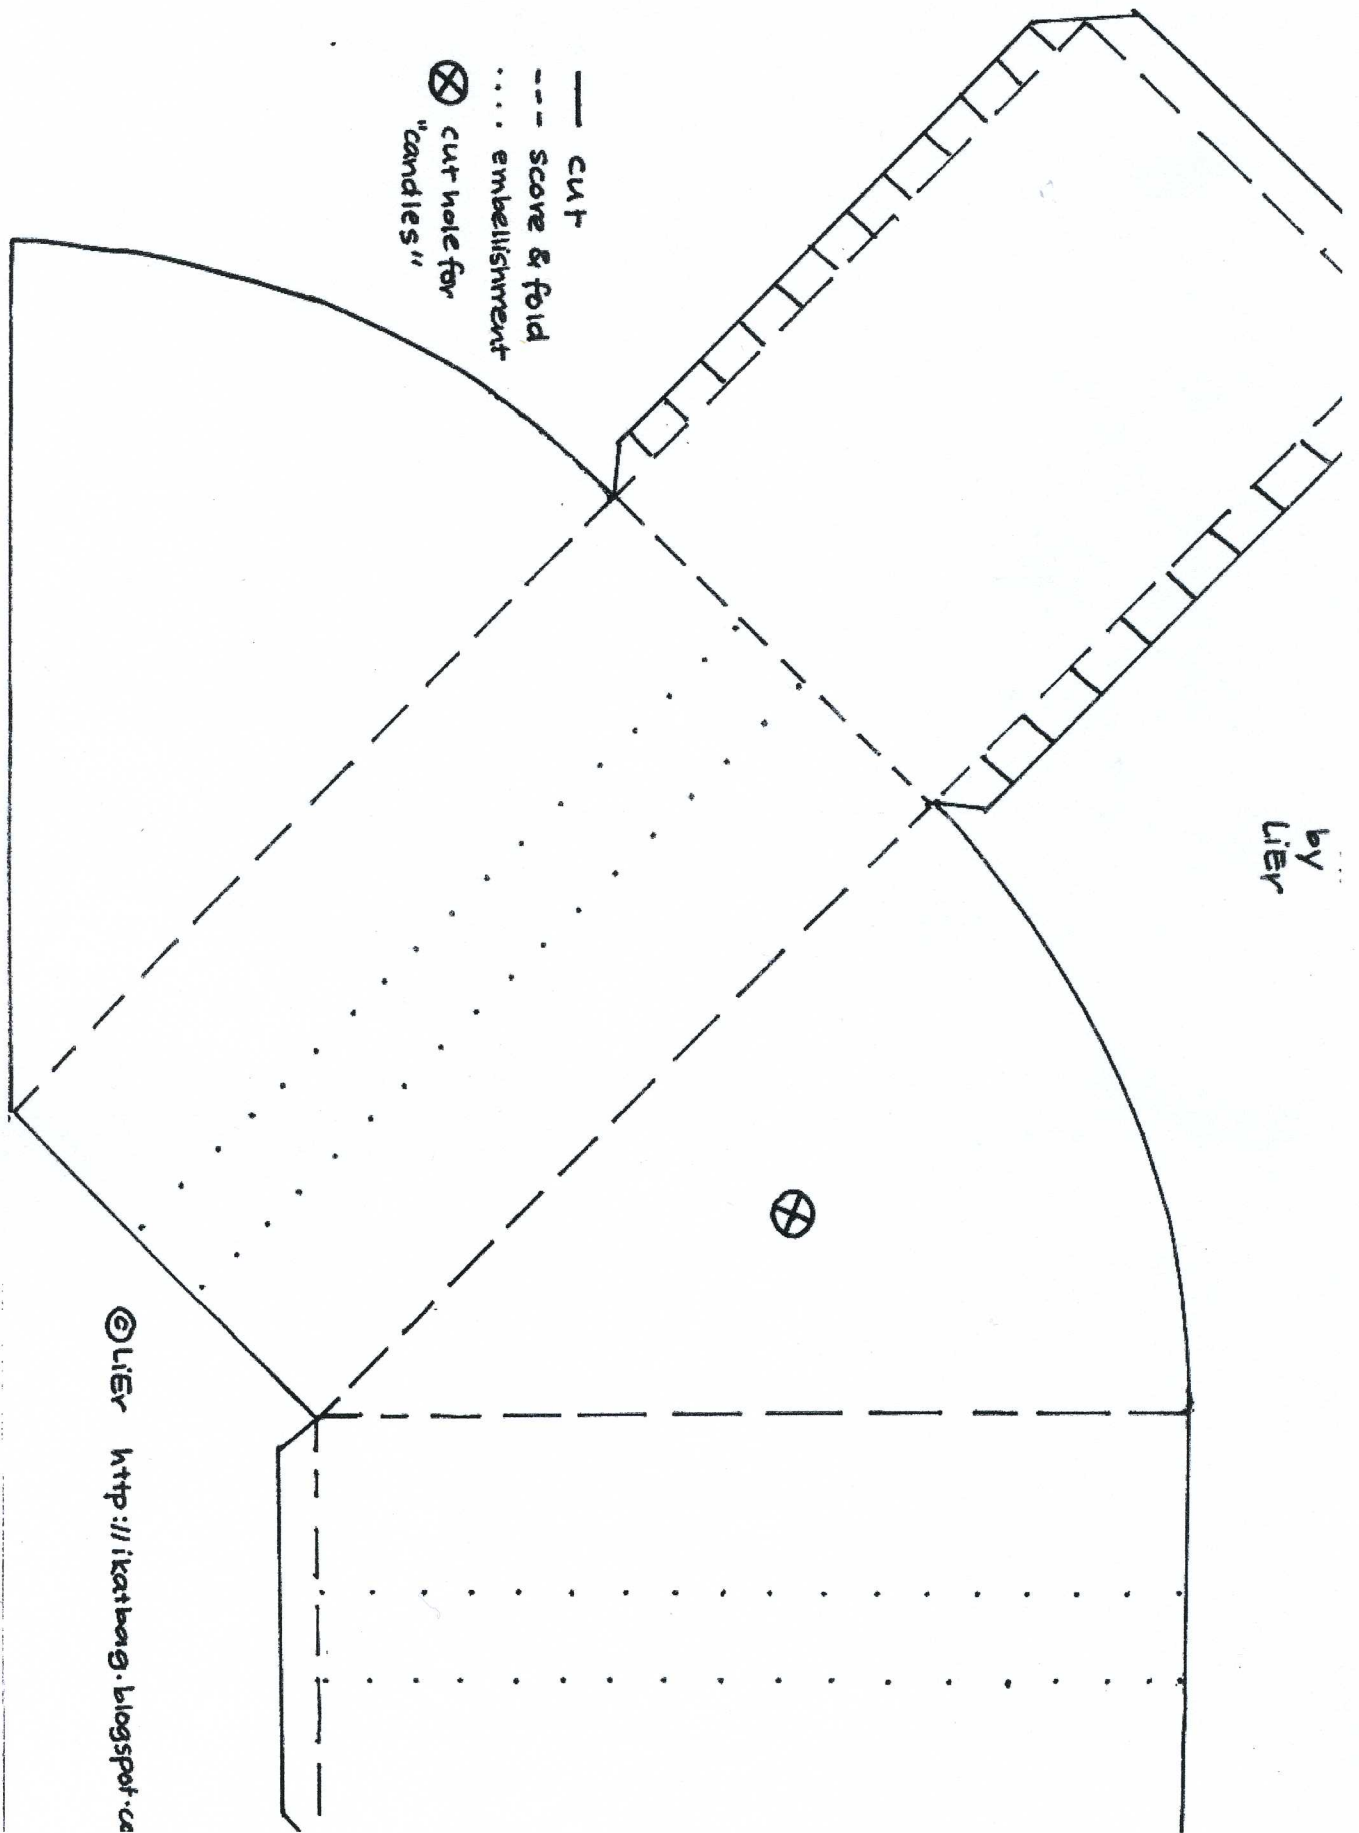 by
LiEr
— cut
--- score & fold
.... embellishment
⊗ cut hole for
"candles"
©LiEr http://ikatbag.blogspot.co